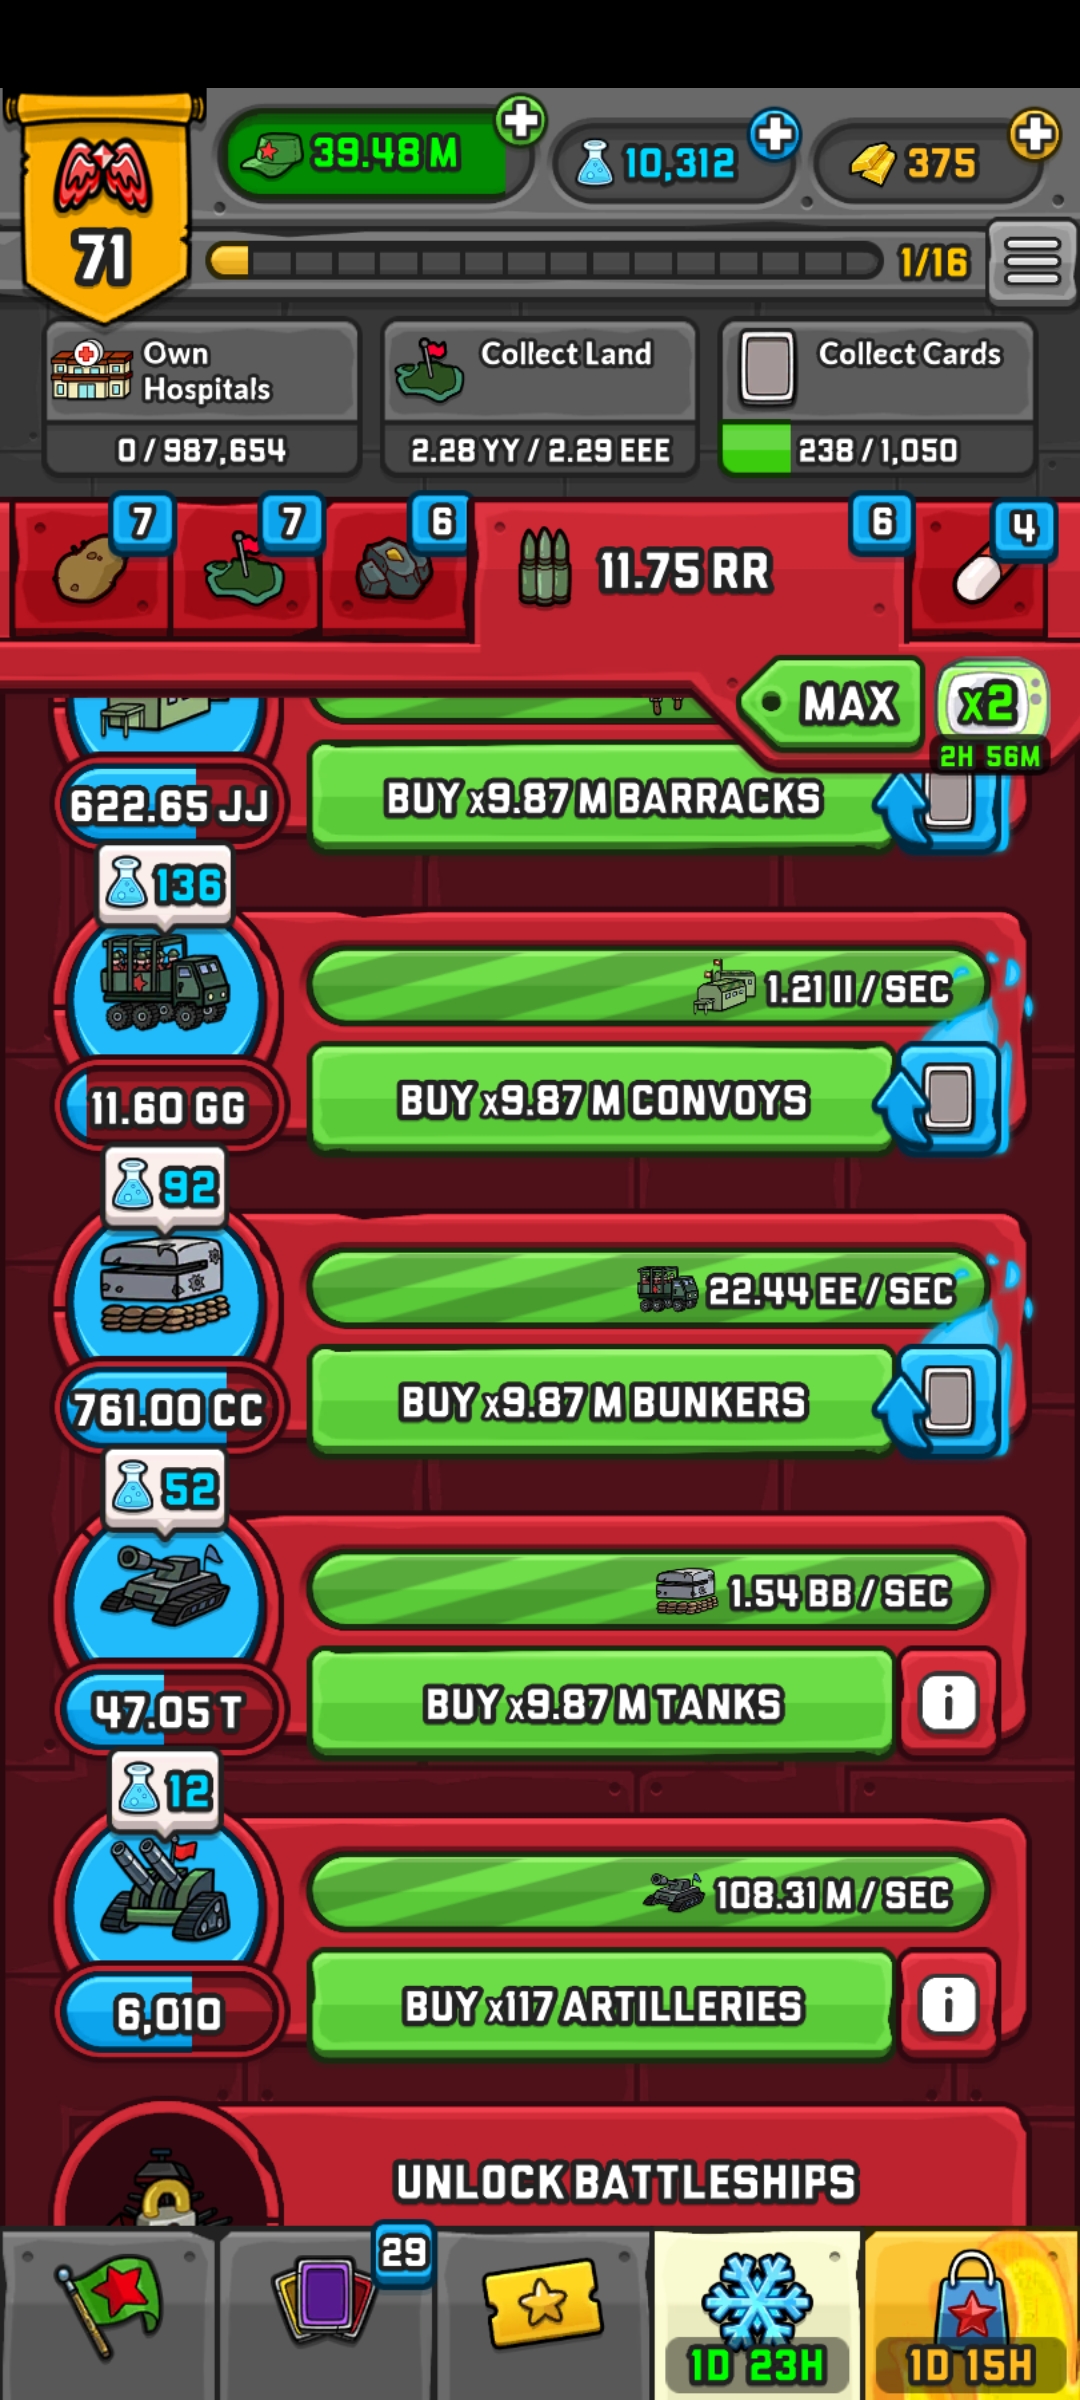 39.48 M
10,312
375
71
1/16
Own
Hospitals
0 / 987,654
Collect Land
2.28 YY / 2.29 EEE
Collect Cards
238 / 1,050
7
7
6
11.75 RR
6
4
MAX
x2
2H 56M
622.65 JJ
BUY x9.87 M BARRACKS
136
1.21 II / SEC
11.60 GG
BUY x9.87 M CONVOYS
92
22.44 EE / SEC
761.00 CC
BUY x9.87 M BUNKERS
52
1.54 BB / SEC
47.05 T
BUY x9.87 M TANKS
i
12
108.31 M / SEC
6,010
BUY x117 ARTILLERIES
i
UNLOCK BATTLESHIPS
29
1D 23H
1D 15H